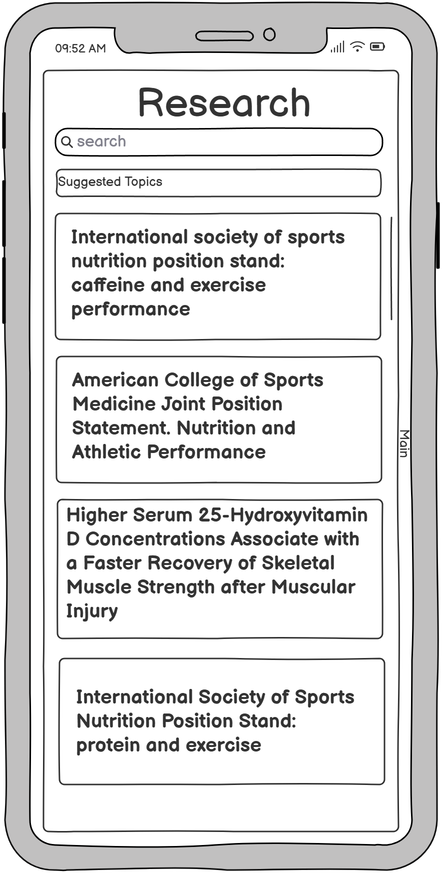 09:52 AM
Research
search
Suggested Topics
International society of sports
nutrition position stand:
caffeine and exercise
performance
American College of Sports
Medicine Joint Position
Statement. Nutrition and
Athletic Performance
Main
Higher Serum 25-Hydroxyvitamin
D Concentrations Associate with
a Faster Recovery of Skeletal
Muscle Strength after Muscular
Injury
International Society of Sports
Nutrition Position Stand:
protein and exercise